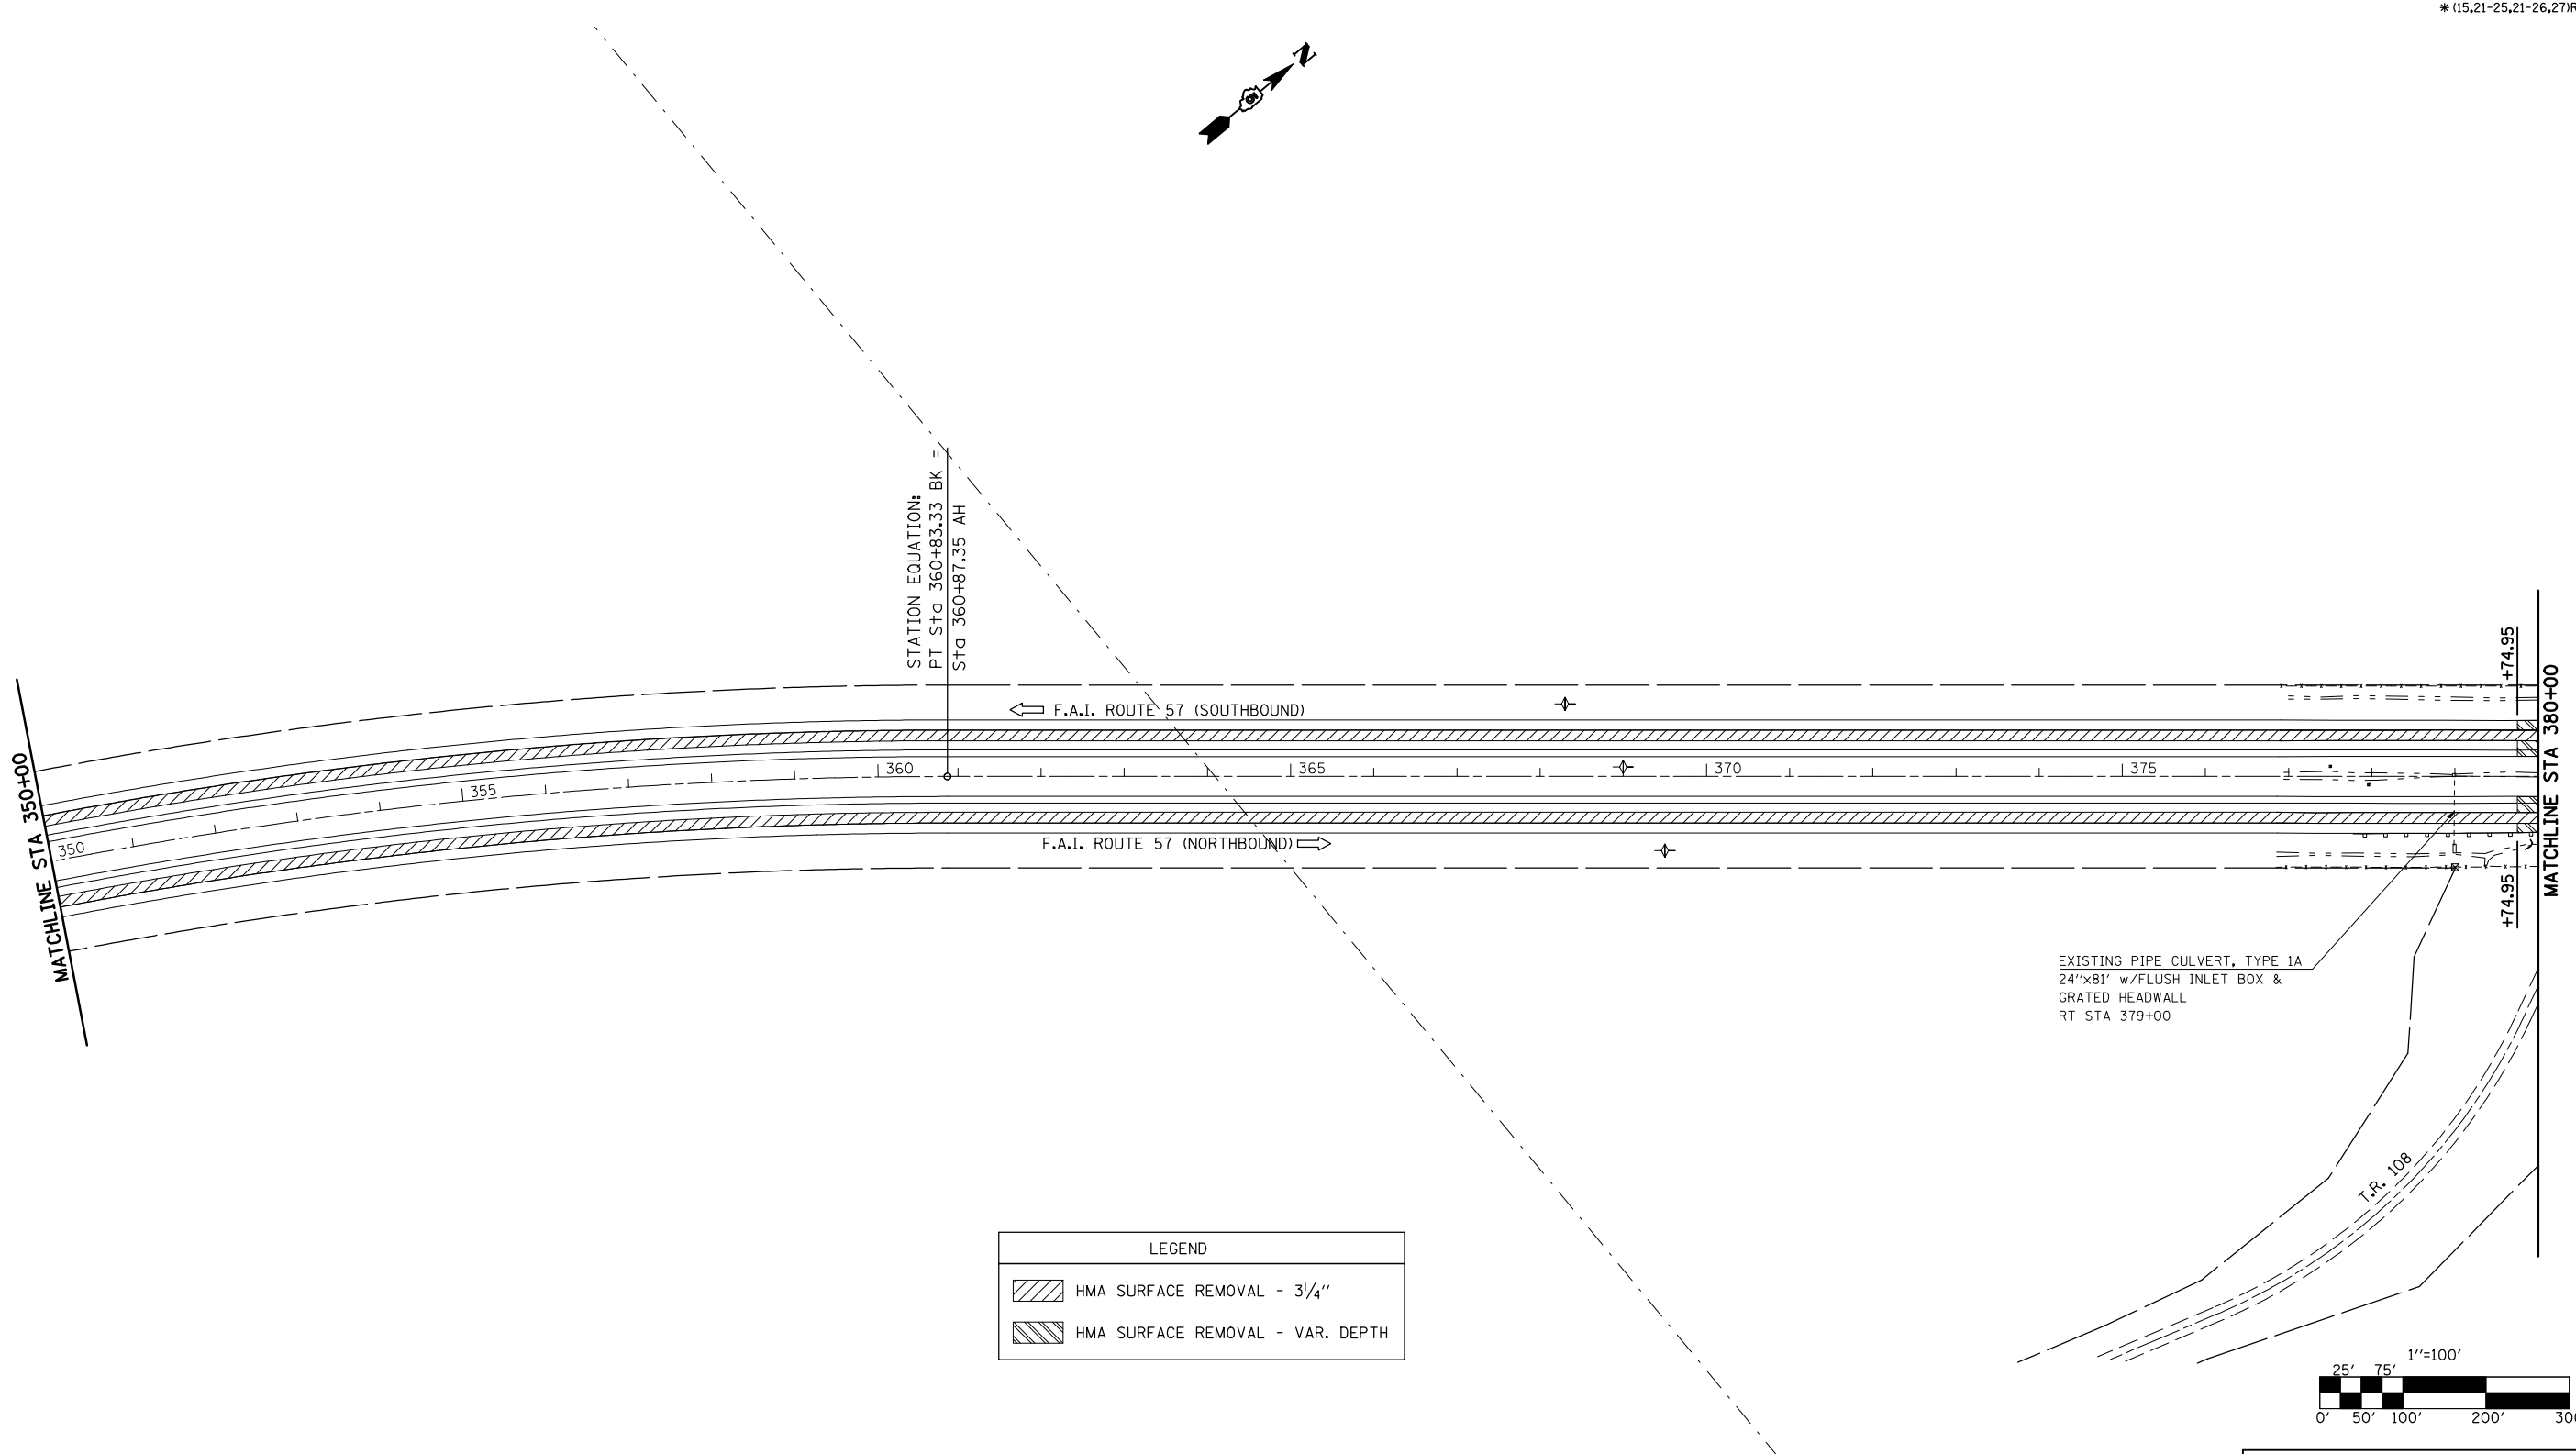 * (15,21-25,21-26,27)R
N
STATION EQUATION:
PT Sta 360+83.33 BK =
Sta 360+87.35 AH
MATCHLINE STA 350+00
F.A.I. ROUTE 57 (SOUTHBOUND)
350
355
360
365
370
375
F.A.I. ROUTE 57 (NORTHBOUND)
+74.95
+74.95
MATCHLINE STA 380+00
EXISTING PIPE CULVERT, TYPE 1A
24"x81' w/FLUSH INLET BOX &
GRATED HEADWALL
RT STA 379+00
T.R. 108
LEGEND
HMA SURFACE REMOVAL - 3 1/4"
HMA SURFACE REMOVAL - VAR. DEPTH
1"=100'
25' 75'
0' 50' 100' 200'